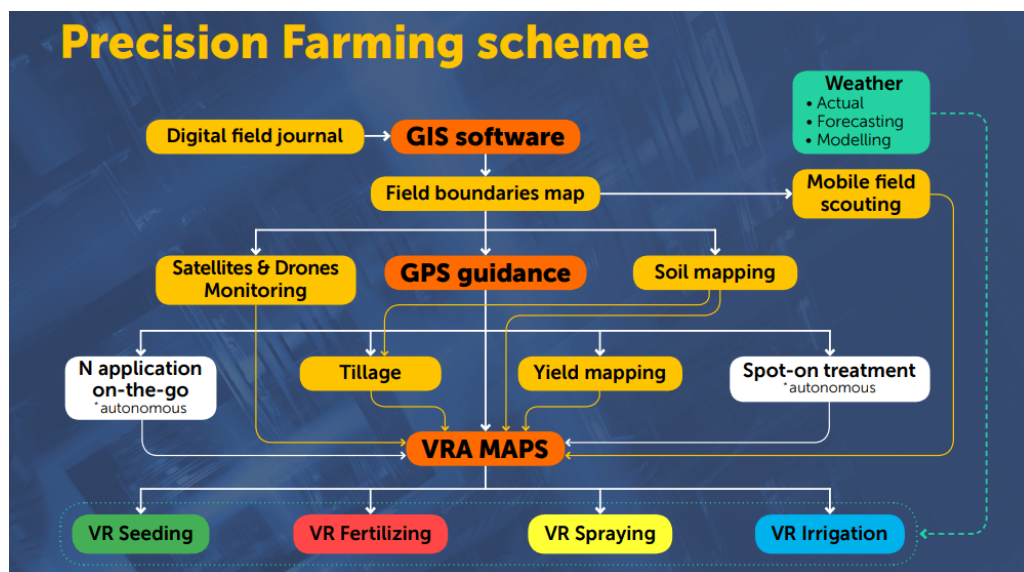 Precision Farming scheme
Weather
• Actual
• Forecasting
• Modelling
Digital field journal
GIS software
Field boundaries map
Mobile field
scouting
Satellites & Drones
Monitoring
GPS guidance
Soil mapping
N application
on-the-go
*autonomous
Tillage
Yield mapping
Spot-on treatment
*autonomous
VRA MAPS
VR Seeding
VR Fertilizing
VR Spraying
VR Irrigation